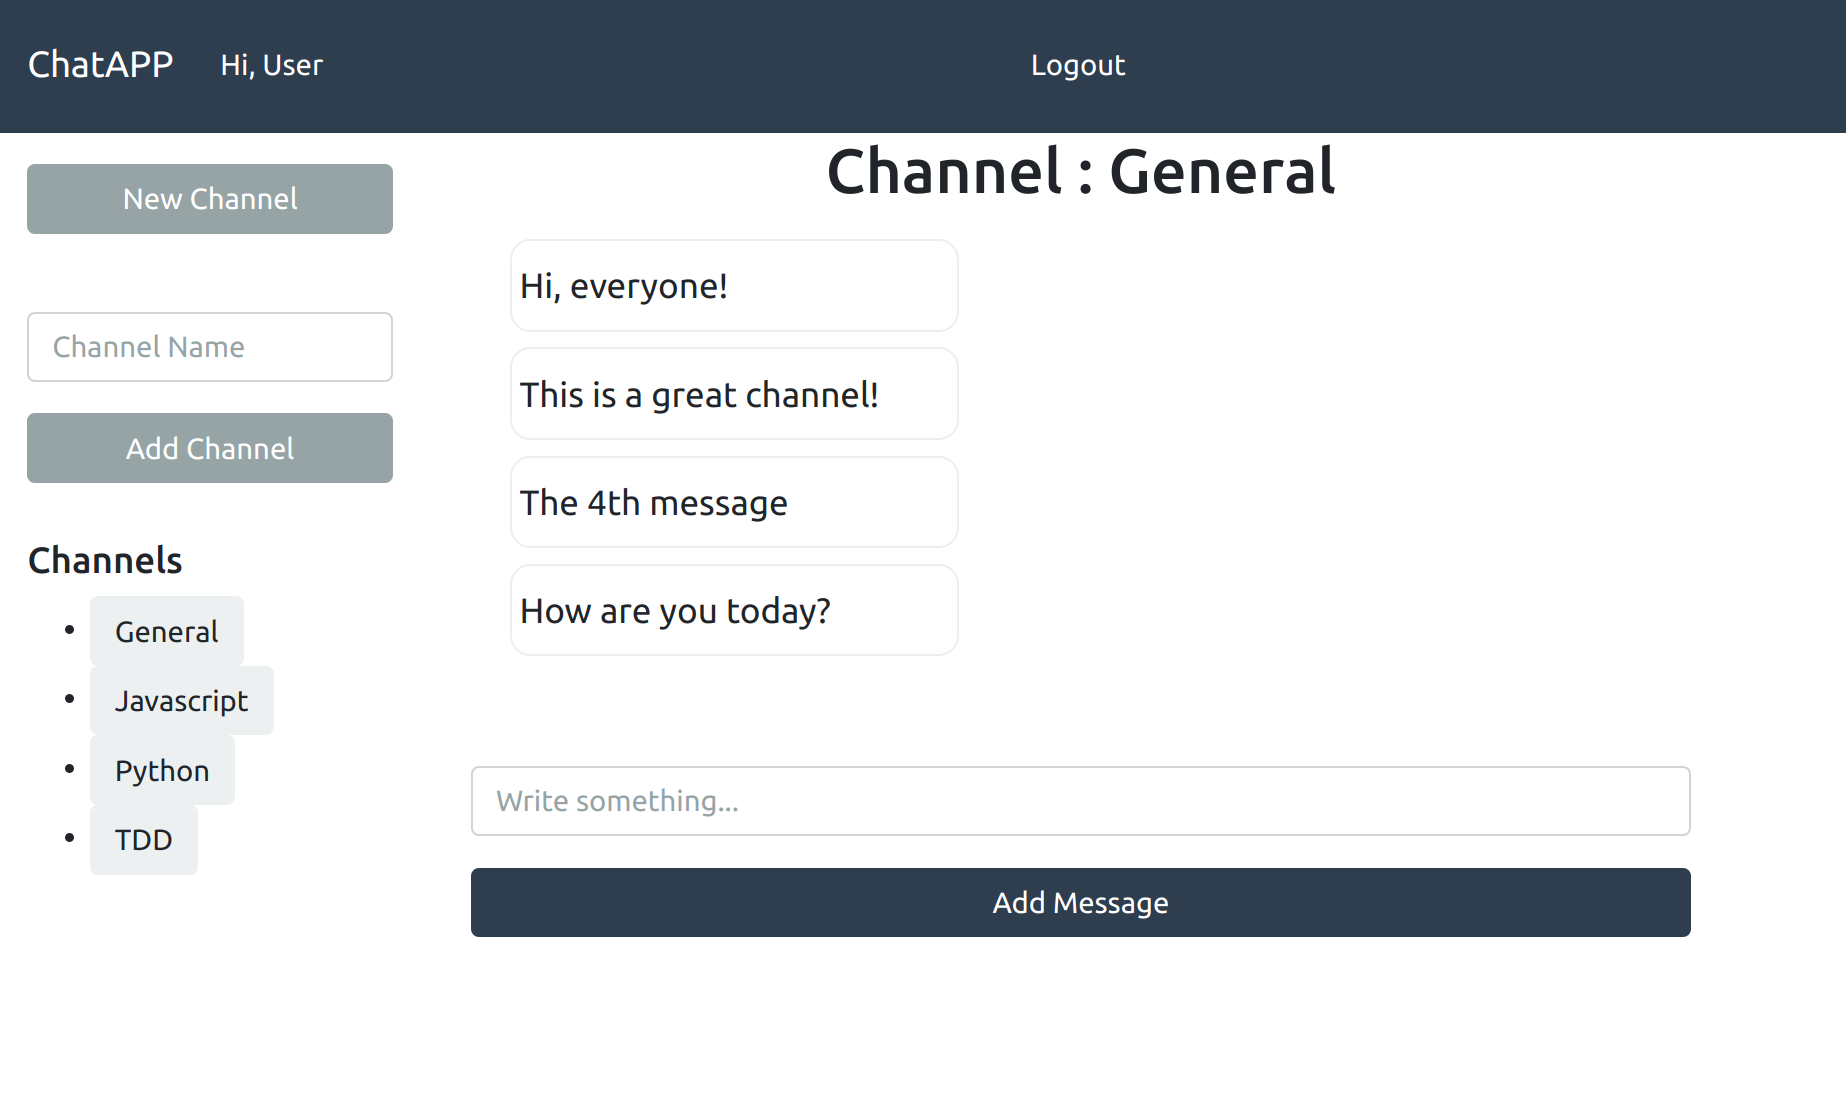 ChatAPP Hi, User Logout
New Channel
Channel Name
Add Channel
Channels
General
Javascript
Python
TDD
Channel : General
Hi, everyone!
This is a great channel!
The 4th message
How are you today?
Write something...
Add Message